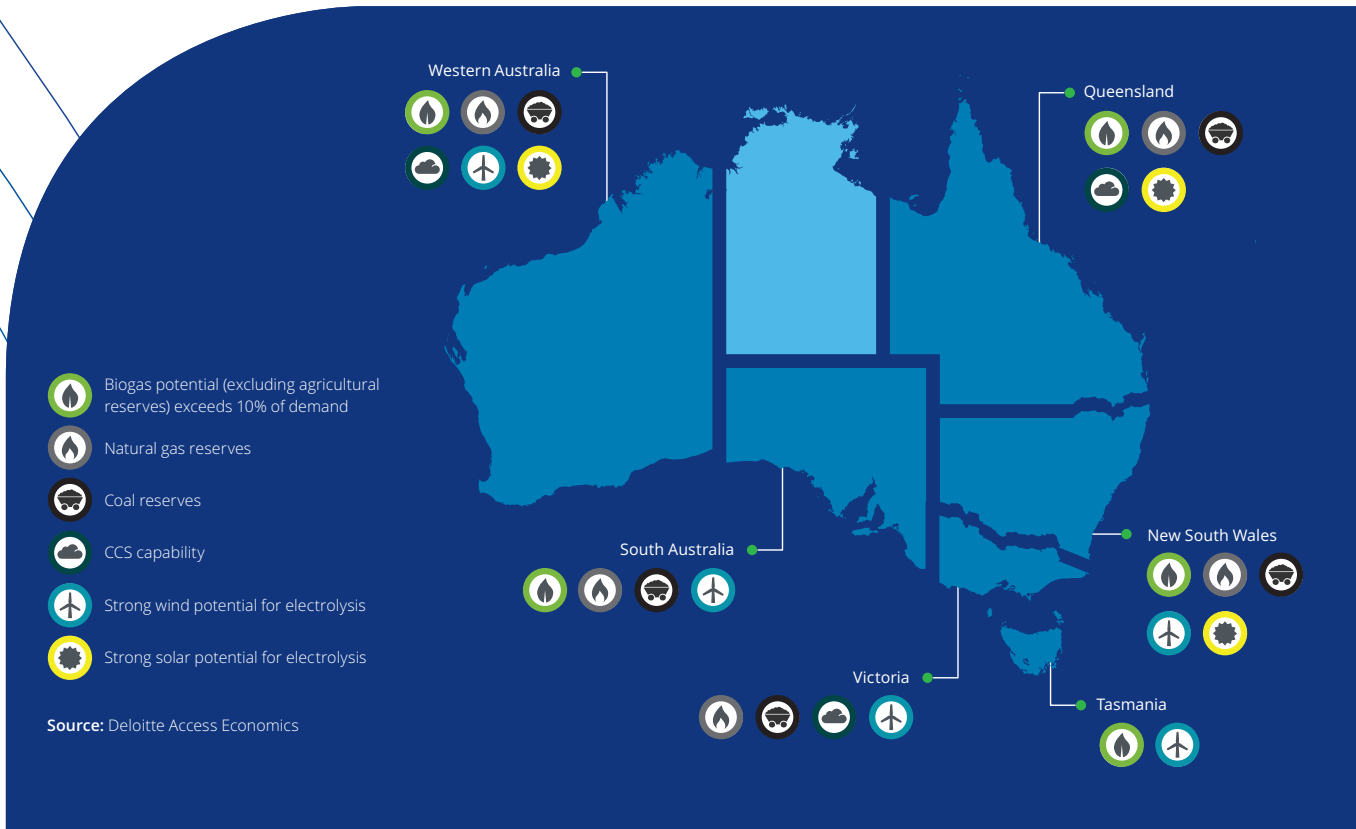 Western Australia
Queensland
Biogas potential (excluding agricultural
reserves) exceeds 10% of demand
Natural gas reserves
Coal reserves
CCS capability
Strong wind potential for electrolysis
Strong solar potential for electrolysis
Source: Deloitte Access Economics
South Australia
New South Wales
Victoria
Tasmania